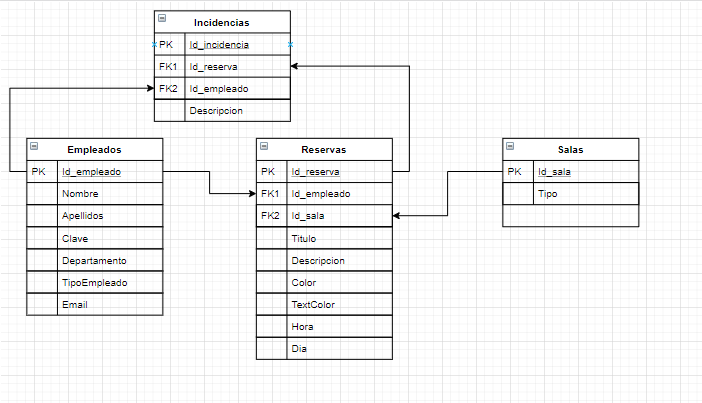 Incidencias
PK Id_incidencia
FK1 Id_reserva
FK2 Id_empleado
Descripcion
Empleados
PK Id_empleado
Nombre
Apellidos
Clave
Departamento
TipoEmpleado
Email
Reservas
PK Id_reserva
FK1 Id_empleado
FK2 Id_sala
Titulo
Descripcion
Color
TextColor
Hora
Dia
Salas
PK Id_sala
Tipo